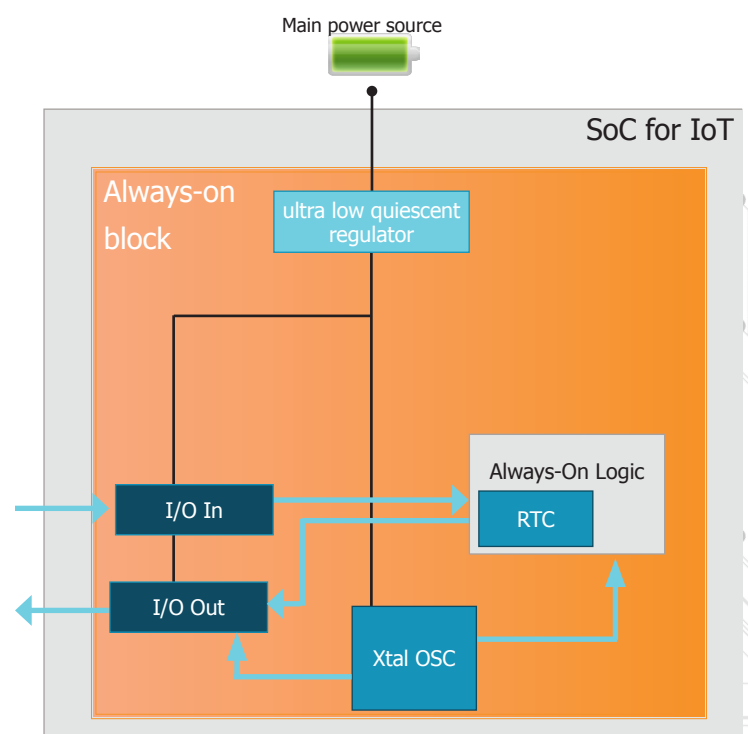 Main power source
SoC for IoT
Always-on
block
ultra low quiescent
regulator
Always-On Logic
I/O In
RTC
I/O Out
Xtal OSC